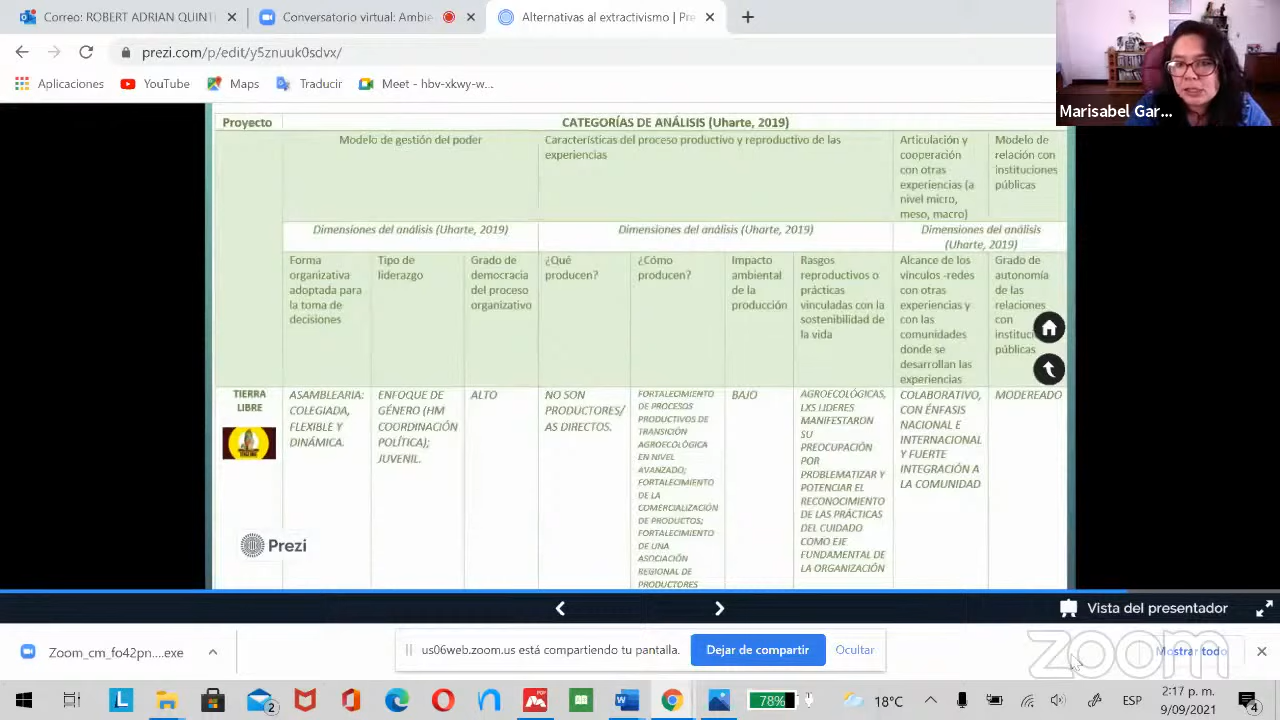 Correo: ROBERT ADRIAN QUINT
Conversatorio virtual: Ambie
Alternativas al extractivismo | Pre
prezi.com/p/edit/y5znuuk0sdvx/
Aplicaciones
YouTube
Maps
Traducir
Meet - hbv-xkwy-w...
Marisabel Gar...
Proyecto
CATEGORÍAS DE ANÁLISIS (Uharte, 2019)
Modelo de gestión del poder
Características del proceso productivo y reproductivo de las
experiencias
Articulación y
cooperación
con otras
experiencias (a
nivel micro,
meso, macro)
Modelo de
relación con
instituciones
públicas
Dimensiones del análisis (Uharte, 2019)
Dimensiones del análisis (Uharte, 2019)
Dimensiones del análisis
(Uharte, 2019)
Forma
organizativa
adoptada para
la toma de
decisiones
Tipo de
liderazgo
Grado de
democracia
del proceso
organizativo
¿Qué
producen?
¿Cómo
producen?
Impacto
ambiental
de la
producción
Rasgos
reproductivos o
prácticas
vinculadas con la
sostenibilidad de
la vida
Alcance de los
vínculos -redes
con otras
experiencias y
con las
comunidades
donde se
desarrollan las
experiencias
Grado de
autonomía
de las
relaciones
con
instituci
públicas
TIERRA
LIBRE
ASAMBLEARIA:
COLEGIADA,
FLEXIBLE Y
DINÁMICA.
ENFOQUE DE
GÉNERO (HM
COORDINACIÓN
POLÍTICA);
JUVENIL.
ALTO
NO SON
PRODUCTORES/
AS DIRECTOS.
FORTALECIMIENTO
DE PROCESOS
PRODUCTIVOS DE
TRANSICIÓN
AGROECOLÓGICA
EN NIVEL
AVANZADO;
FORTALECIMIENTO
DE LA
COMERCIALIZACIÓN
DE PRODUCTOS;
FORTALECIMIENTO
DE UNA
ASOCIACIÓN
REGIONAL DE
PRODUCTORES
BAJO
AGROECOLÓGICAS,
LXS LIDERES
MANIFESTARON
SU
PREOCUPACIÓN
POR
PROBLEMATIZAR Y
POTENCIAR EL
RECONOCIMIENTO
DE LAS PRÁCTICAS
DEL CUIDADO
COMO EJE
FUNDAMENTAL DE
LA ORGANIZACIÓN
COLABORATIVO,
CON ÉNFASIS
NACIONAL E
INTERNACIONAL
Y FUERTE
INTEGRACIÓN A
LA COMUNIDAD
MODEREADO
Prezi
Vista del presentador
Zoom_cm_fo42pn....exe
us06web.zoom.us está compartiendo tu pantalla.
Dejar de compartir
Ocultar
zoom
Mostrar todo
2
78%
18°C
ESP
2:17 p. m.
9/09/2021
4